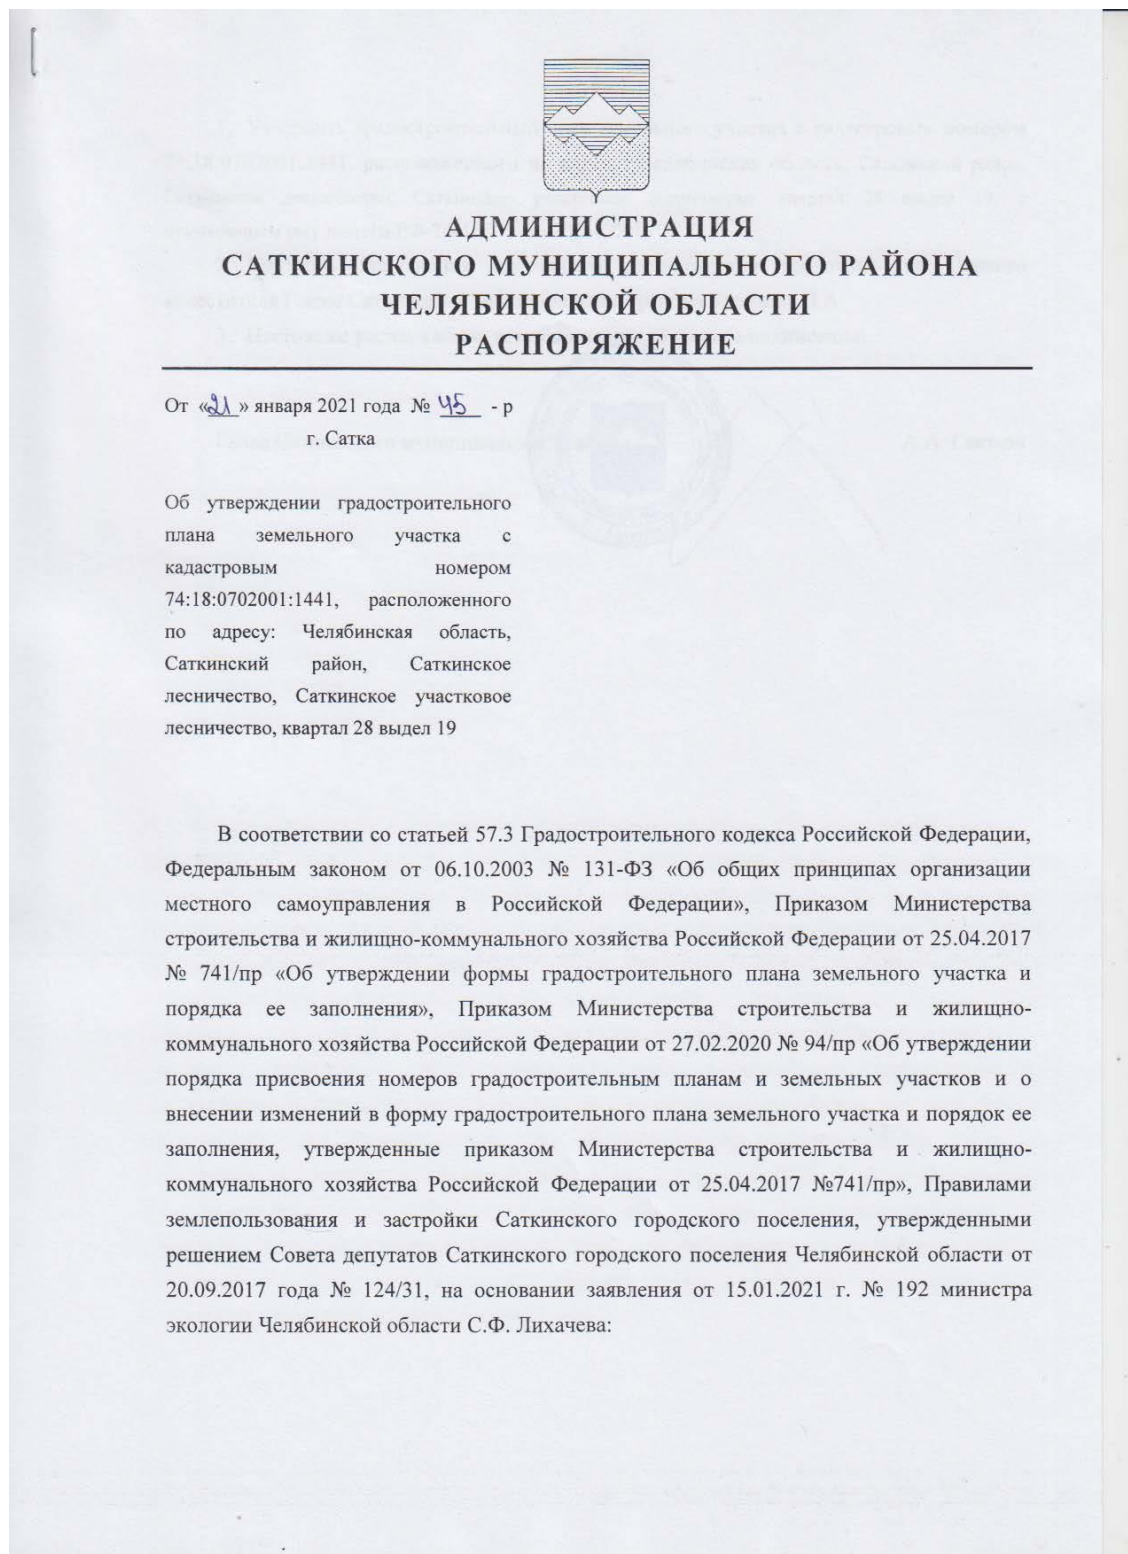 АДМИНИСТРАЦИЯ
САТКИНСКОГО МУНИЦИПАЛЬНОГО РАЙОНА
ЧЕЛЯБИНСКОЙ ОБЛАСТИ
РАСПОРЯЖЕНИЕ
От «21» января 2021 года № 45 - р
г. Сатка
Об утверждении градостроительного
плана земельного участка с
кадастровым номером
74:18:0702001:1441, расположенного
по адресу: Челябинская область,
Саткинский район, Саткинское
лесничество, Саткинское участковое
лесничество, квартал 28 выдел 19
В соответствии со статьей 57.3 Градостроительного кодекса Российской Федерации,
Федеральным законом от 06.10.2003 № 131-ФЗ «Об общих принципах организации
местного самоуправления в Российской Федерации», Приказом Министерства
строительства и жилищно-коммунального хозяйства Российской Федерации от 25.04.2017
№ 741/пр «Об утверждении формы градостроительного плана земельного участка и
порядка ее заполнения», Приказом Министерства строительства и жилищно-
коммунального хозяйства Российской Федерации от 27.02.2020 № 94/пр «Об утверждении
порядка присвоения номеров градостроительным планам и земельных участков и о
внесении изменений в форму градостроительного плана земельного участка и порядок ее
заполнения, утвержденные приказом Министерства строительства и жилищно-
коммунального хозяйства Российской Федерации от 25.04.2017 №741/пр», Правилами
землепользования и застройки Саткинского городского поселения, утвержденными
решением Совета депутатов Саткинского городского поселения Челябинской области от
20.09.2017 года № 124/31, на основании заявления от 15.01.2021 г. № 192 министра
экологии Челябинской области С.Ф. Лихачева: